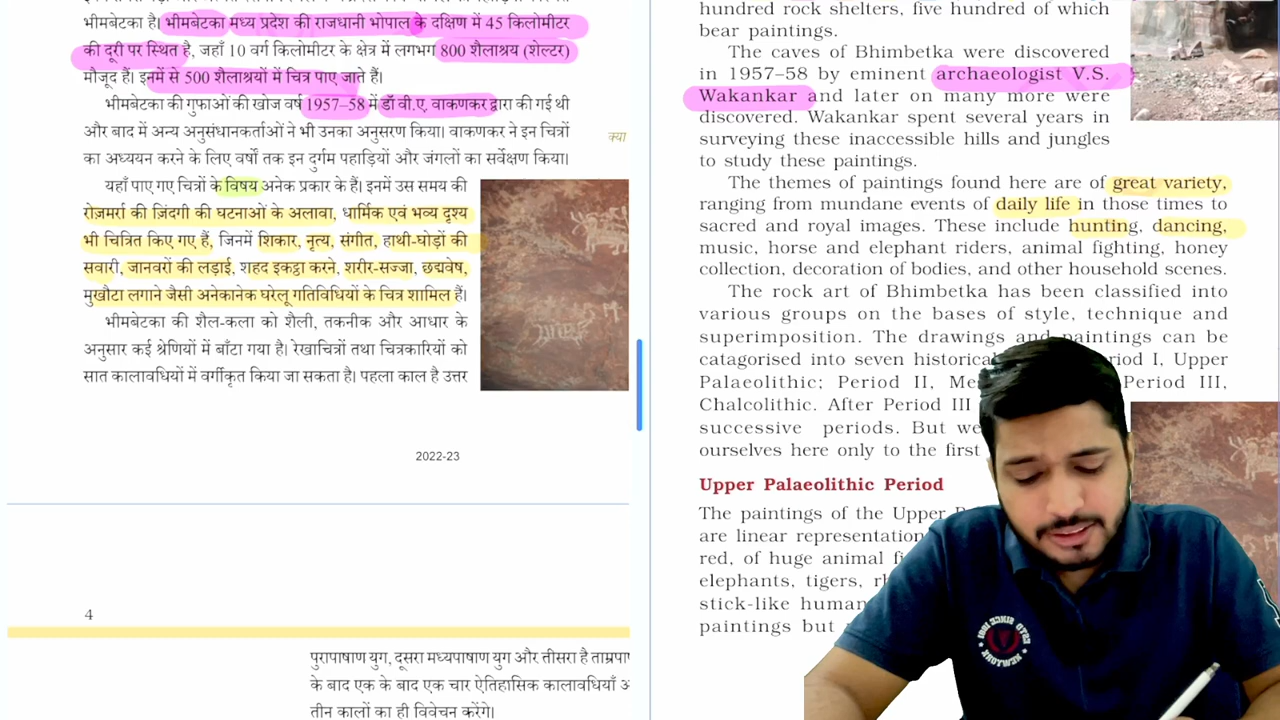 भीमबेटका है। भीमबेटका मध्य प्रदेश की राजधानी भोपाल के दक्षिण में 45 किलोमीटर
की दूरी पर स्थित है, जहाँ 10 वर्ग किलोमीटर के क्षेत्र में लगभग 800 शैलाश्रय (शेल्टर)
मौजूद हैं। इनमें से 500 शैलाश्रयों में चित्र पाए जाते हैं।
भीमबेटका की गुफाओं की खोज वर्ष 1957–58 में डॉ वी.ए. वाकणकर द्वारा की गई थी
और बाद में अन्य अनुसंधानकर्ताओं ने भी उनका अनुसरण किया। वाकणकर ने इन चित्रों
का अध्ययन करने के लिए वर्षों तक इन दुर्गम पहाड़ियों और जंगलों का सर्वेक्षण किया।
यहाँ पाए गए चित्रों के विषय अनेक प्रकार के हैं। इनमें उस समय की
रोज़मर्रा की ज़िंदगी की घटनाओं के अलावा, धार्मिक एवं भव्य दृश्य
भी चित्रित किए गए हैं, जिनमें शिकार, नृत्य, संगीत, हाथी-घोड़ों की
सवारी, जानवरों की लड़ाई, शहद इकट्ठा करने, शरीर-सज्जा, छद्मवेष,
मुखौटा लगाने जैसी अनेकानेक घरेलू गतिविधियों के चित्र शामिल हैं।
भीमबेटका की शैल-कला को शैली, तकनीक और आधार के
अनुसार कई श्रेणियों में बाँटा गया है। रेखाचित्रों तथा चित्रकारियों को
सात कालावधियों में वर्गीकृत किया जा सकता है। पहला काल है उत्तर
2022-23
4
पुरापाषाण युग, दूसरा मध्यपाषाण युग और तीसरा है
के बाद एक के बाद एक चार ऐतिहासिक कालावधियाँ
तीन कालों का ही विवेचन करेंगे।
क्या
hundred rock shelters, five hundred of which
bear paintings.
The caves of Bhimbetka were discovered
in 1957–58 by eminent archaeologist V.S.
Wakankar and later on many more were
discovered. Wakankar spent several years in
surveying these inaccessible hills and jungles
to study these paintings.
The themes of paintings found here are of great variety,
ranging from mundane events of daily life in those times to
sacred and royal images. These include hunting, dancing,
music, horse and elephant riders, animal fighting, honey
collection, decoration of bodies, and other household scenes.
The rock art of Bhimbetka has been classified into
various groups on the bases of style, technique and
superimposition. The drawings and paintings can be
catagorised into seven historical Period I, Upper
Palaeolithic; Period II, Period III,
Chalcolithic. After Period III
successive periods. But we
ourselves here only to the first
Upper Palaeolithic Period
The paintings of the Upper
are linear
red, of huge animal
elephants, tigers,
stick-like human
paintings but